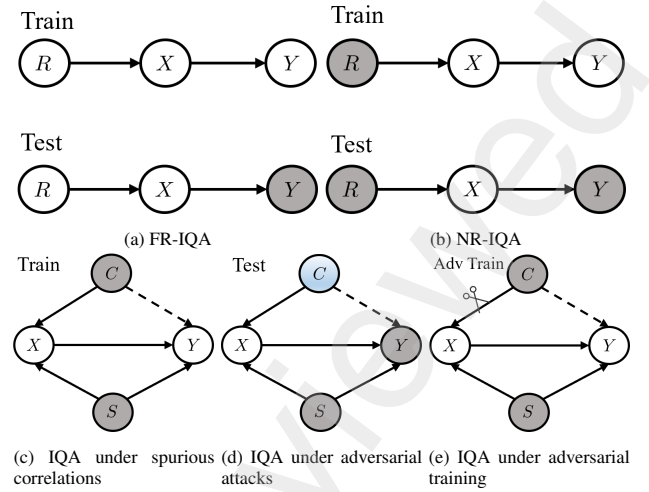 Train
R X Y
Test
R X Y
(a) FR-IQA
Train
R X Y
Test
R X Y
(b) NR-IQA
Train
C
X Y
S
(c) IQA under spurious
correlations
Test
C
X Y
S
(d) IQA under adversarial
attacks
Adv Train
C
X Y
S
(e) IQA under adversarial
training